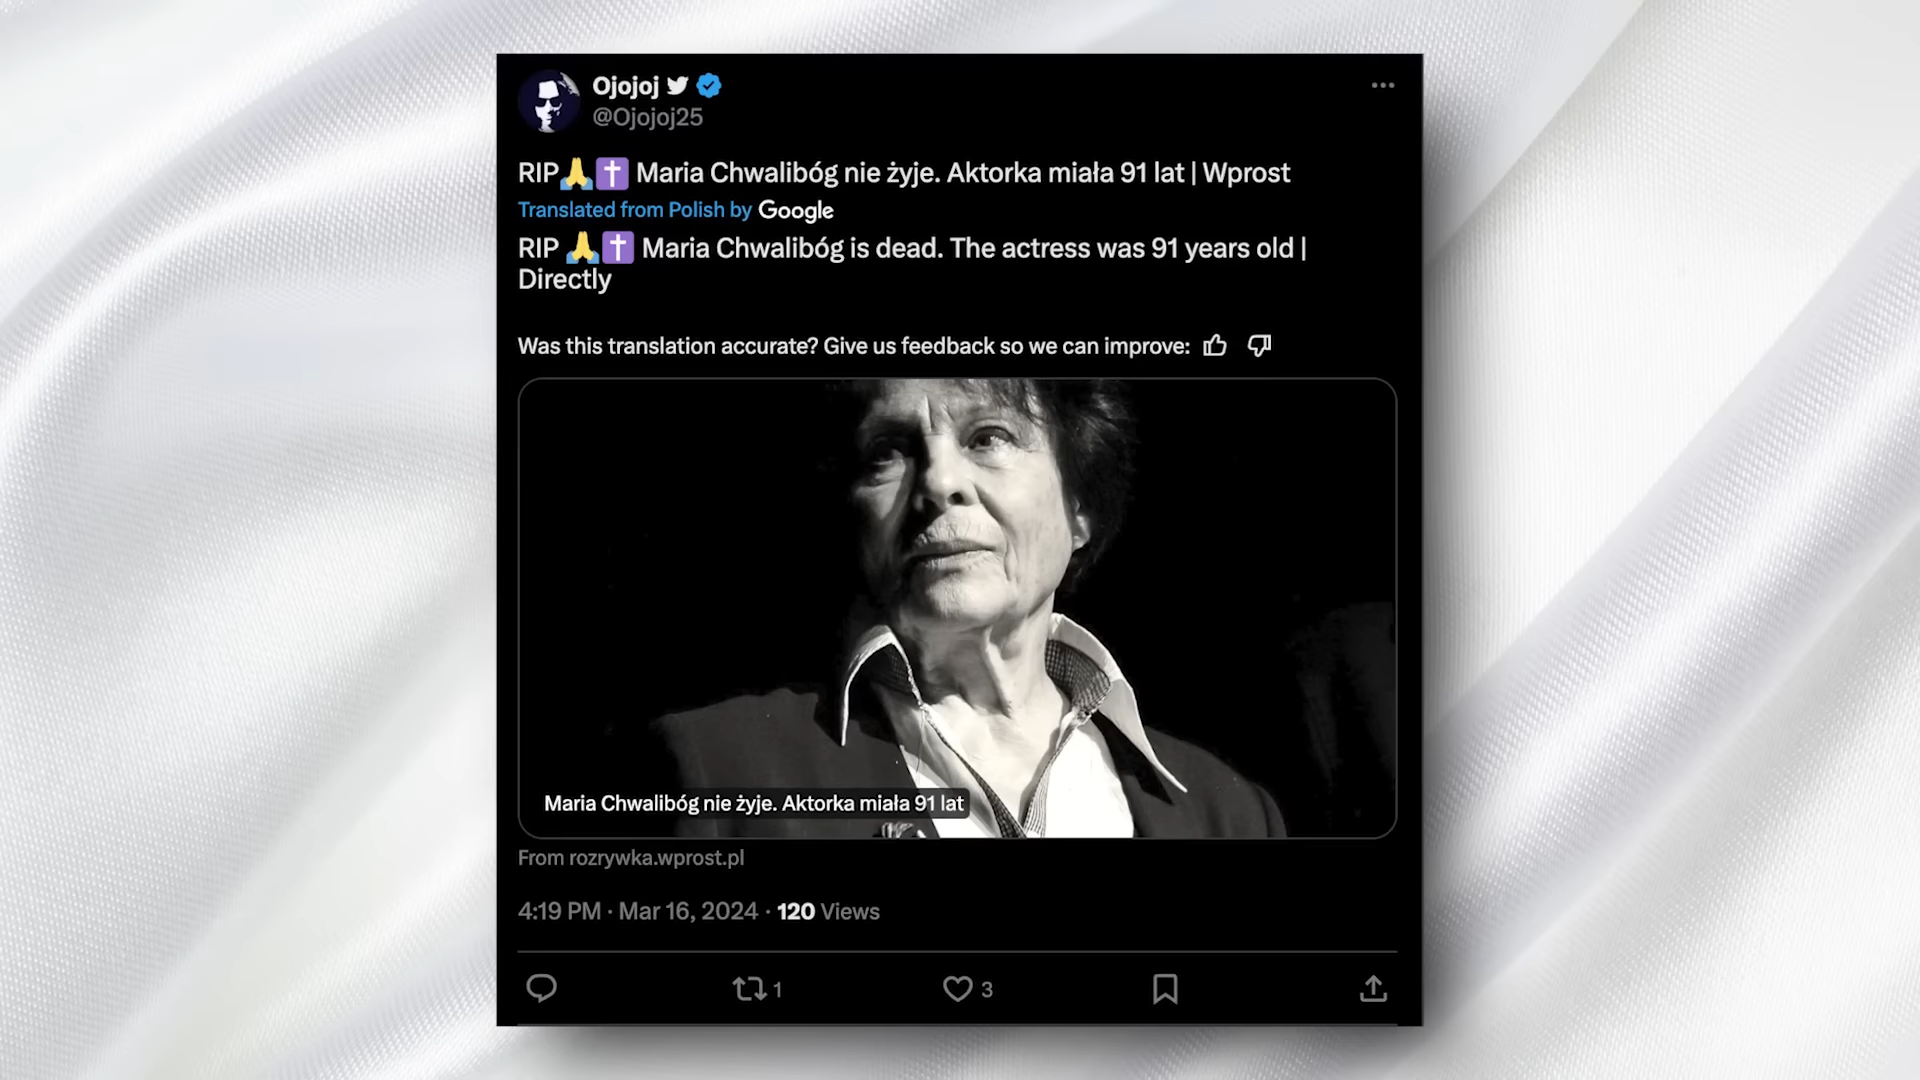 Ojojoj
@Ojojoj25
RIP🙏✝️ Maria Chwalibóg nie żyje. Aktorka miała 91 lat | Wprost
Translated from Polish by Google
RIP 🙏✝️ Maria Chwalibóg is dead. The actress was 91 years old |
Directly
Was this translation accurate? Give us feedback so we can improve:
Maria Chwalibóg nie żyje. Aktorka miała 91 lat
From rozrywka.wprost.pl
4:19 PM · Mar 16, 2024 · 120 Views
1
3